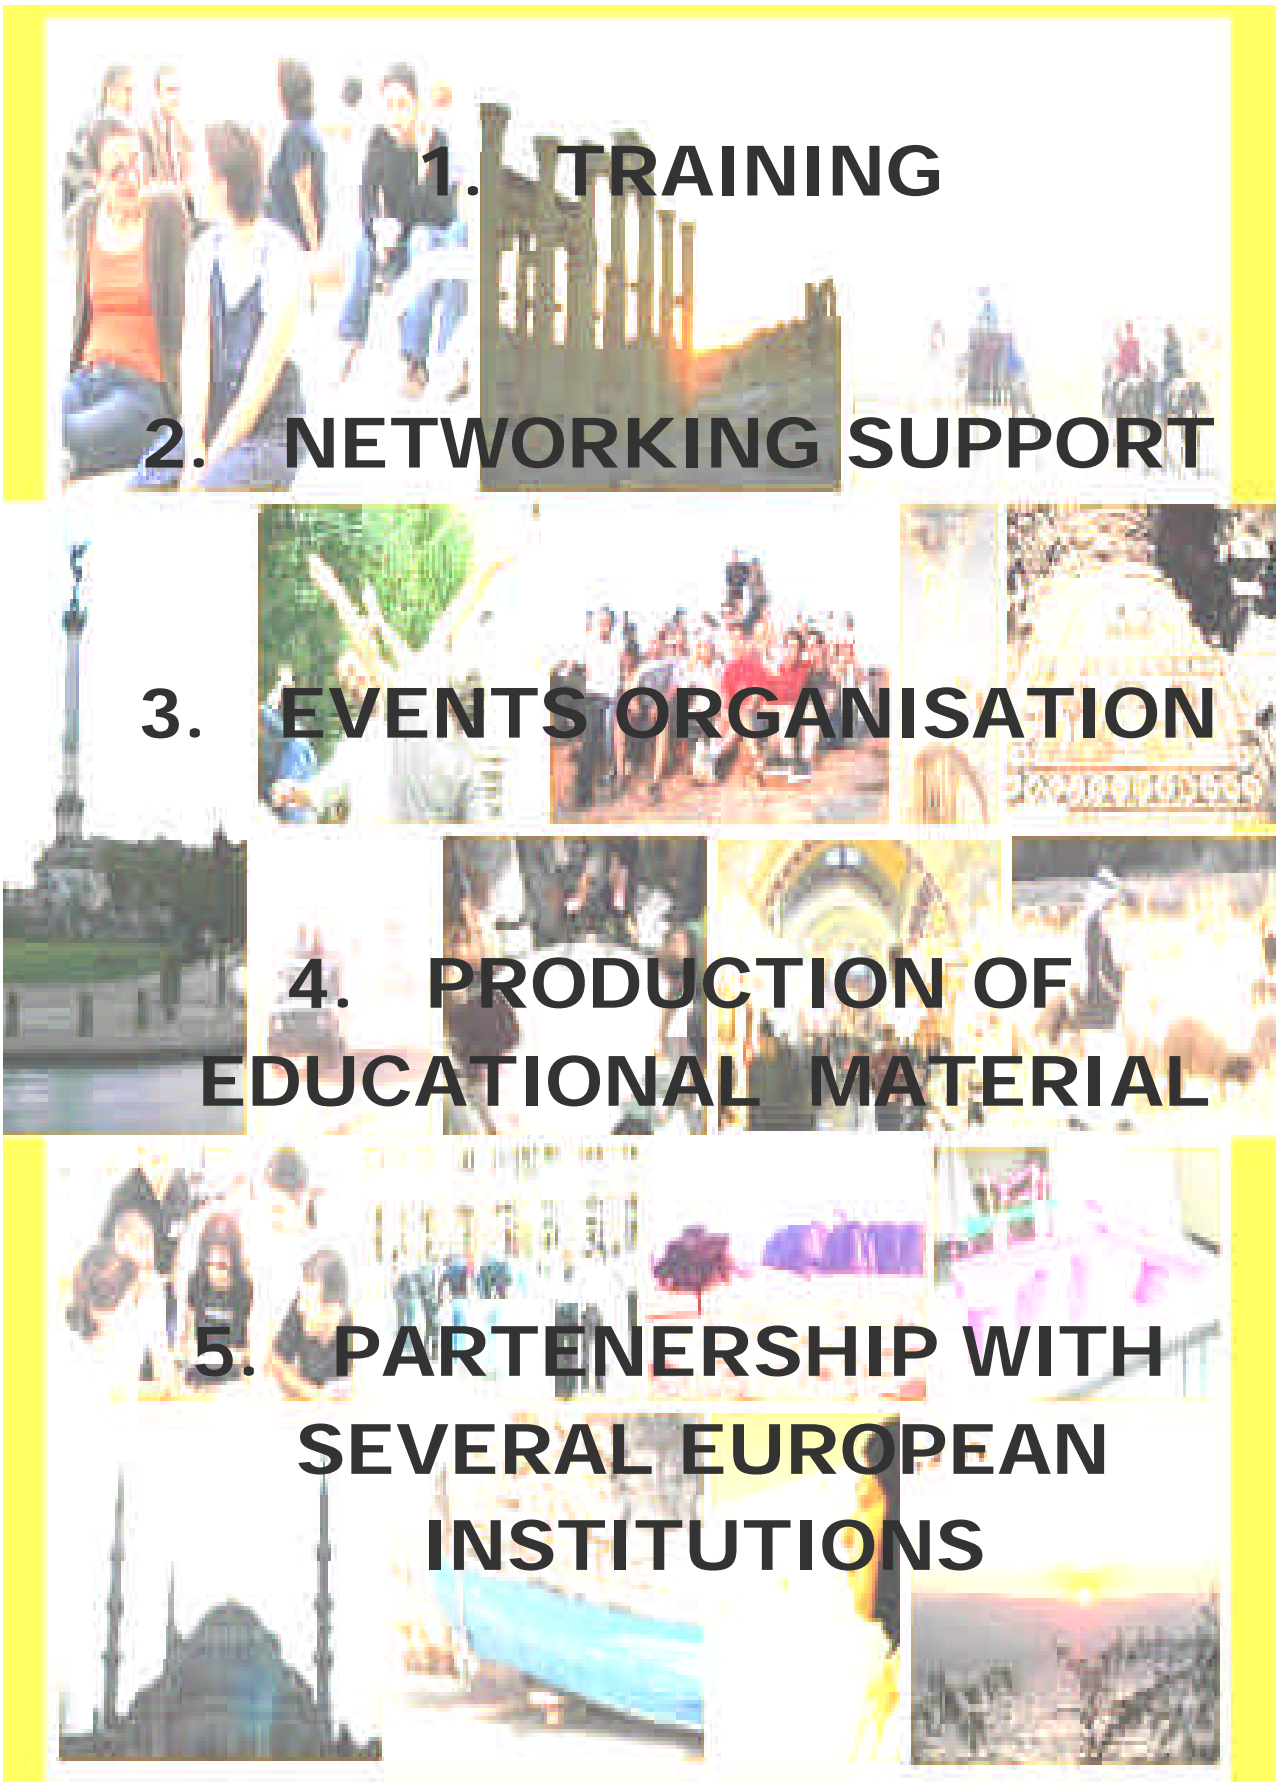 1. TRAINING
2. NETWORKING SUPPORT
3. EVENTS ORGANISATION
4. PRODUCTION OF
EDUCATIONAL MATERIAL
5. PARTENERSHIP WITH
SEVERAL EUROPEAN
INSTITUTIONS